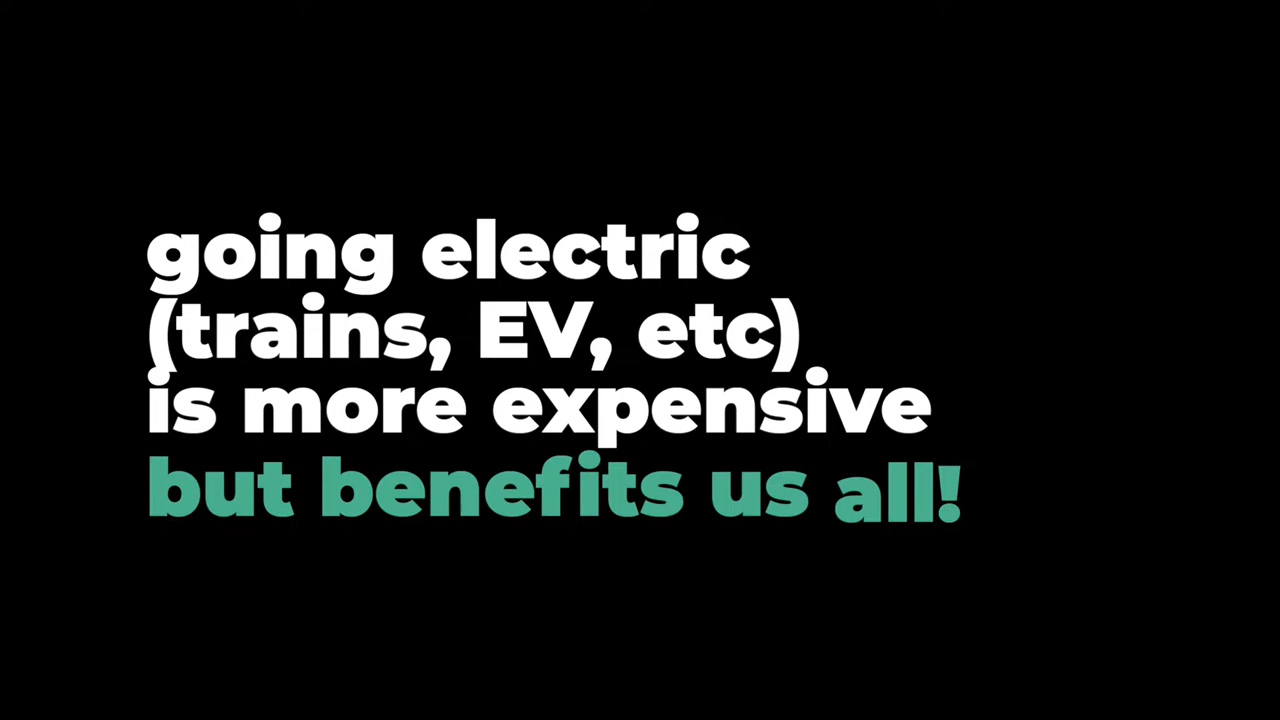 going electric
(trains, EV, etc)
is more expensive
but benefits us all!